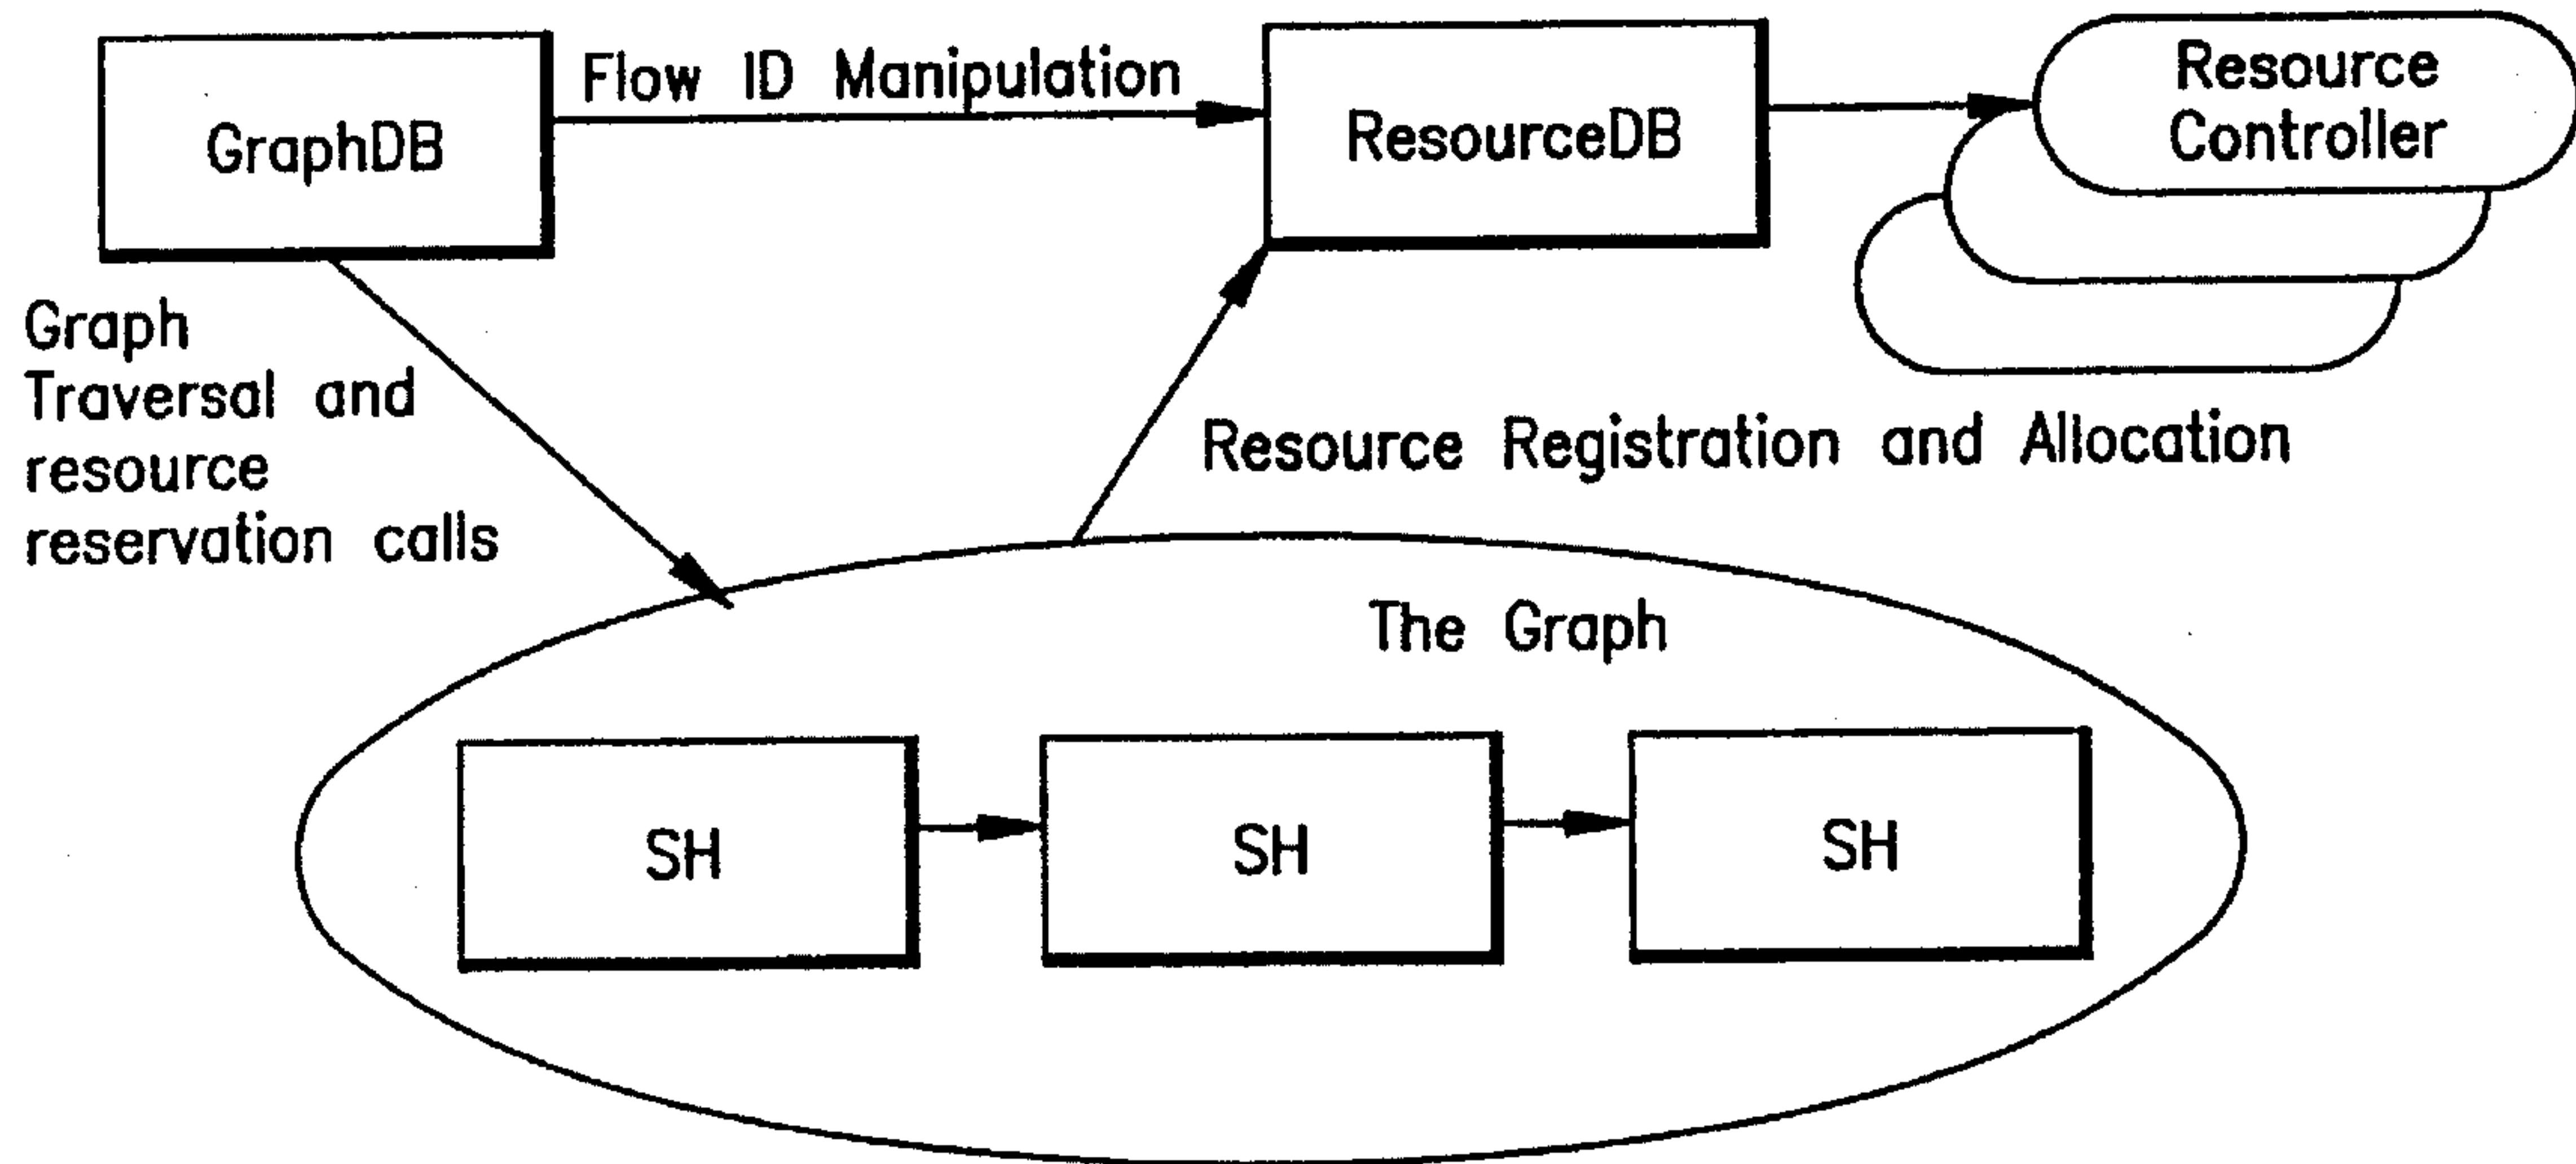 GraphDB
Flow ID Manipulation
ResourceDB
Resource
Controller
Graph
Traversal and
resource
reservation calls
Resource Registration and Allocation
The Graph
SH
SH
SH